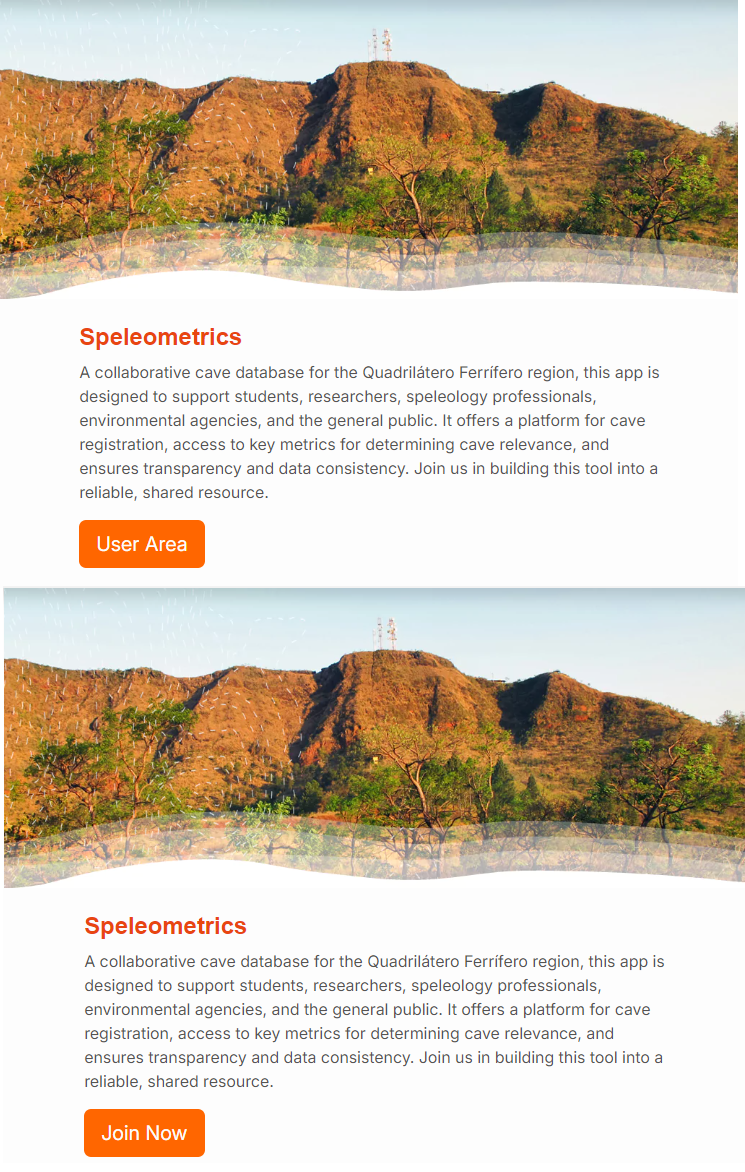 Speleometrics
A collaborative cave database for the Quadrilátero Ferrífero region, this app is
designed to support students, researchers, speleology professionals,
environmental agencies, and the general public. It offers a platform for cave
registration, access to key metrics for determining cave relevance, and
ensures transparency and data consistency. Join us in building this tool into a
reliable, shared resource.
User Area
Speleometrics
A collaborative cave database for the Quadrilátero Ferrífero region, this app is
designed to support students, researchers, speleology professionals,
environmental agencies, and the general public. It offers a platform for cave
registration, access to key metrics for determining cave relevance, and
ensures transparency and data consistency. Join us in building this tool into a
reliable, shared resource.
Join Now